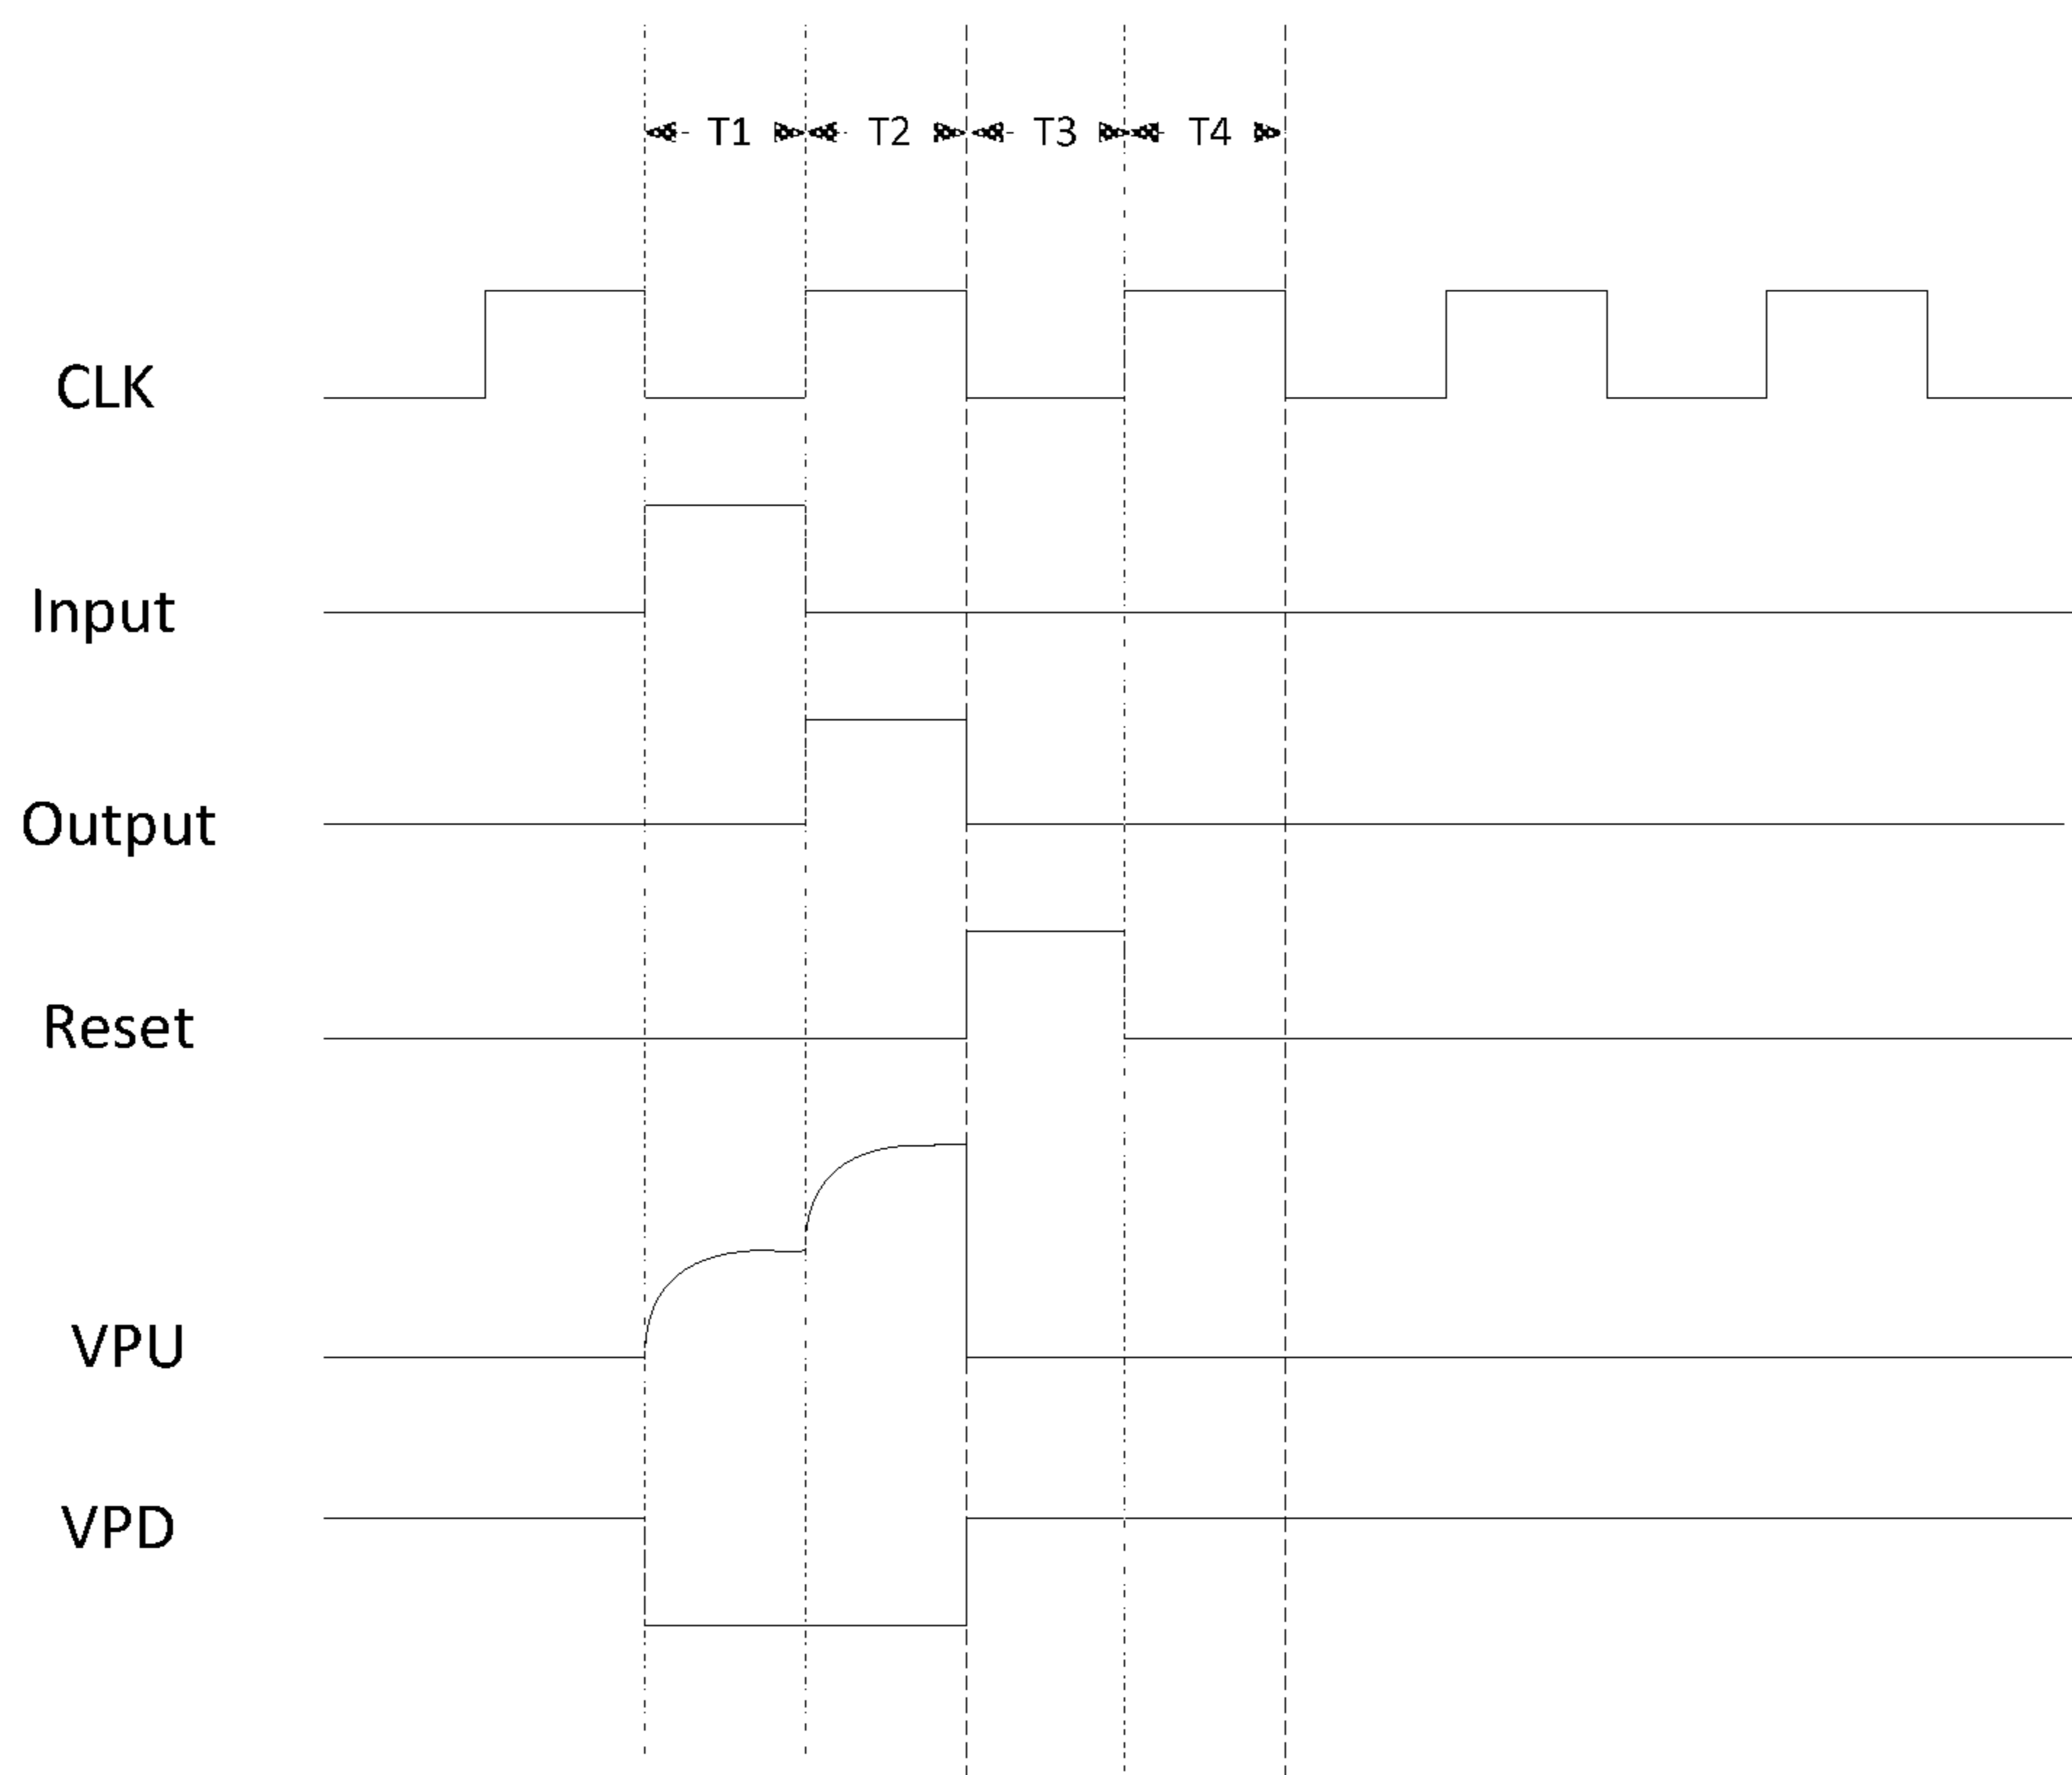 T1 T2 T3 T4
CLK
Input
Output
Reset
VPU
VPD